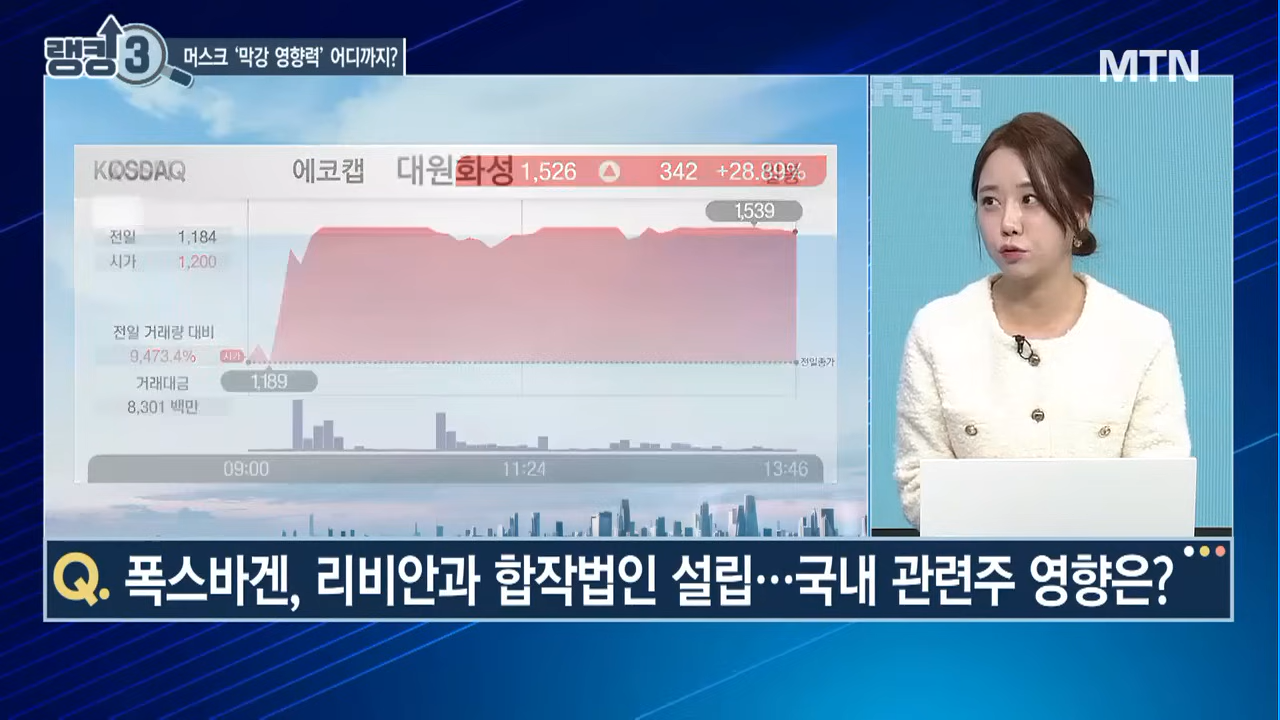 랭킹3
머스크 '막강 영향력' 어디까지?
MTN
KOSDAQ
에코캡
대원화성
1,526
342
+28.89%
전일 1,184
시가 1,200
1,539
전일 거래량 대비
9,473.4%
시가
전일종가
거래대금
1,189
8,301 백만
09:00 11:24 13:46
Q. 폭스바겐, 리비안과 합작법인 설립…국내 관련주 영향은?